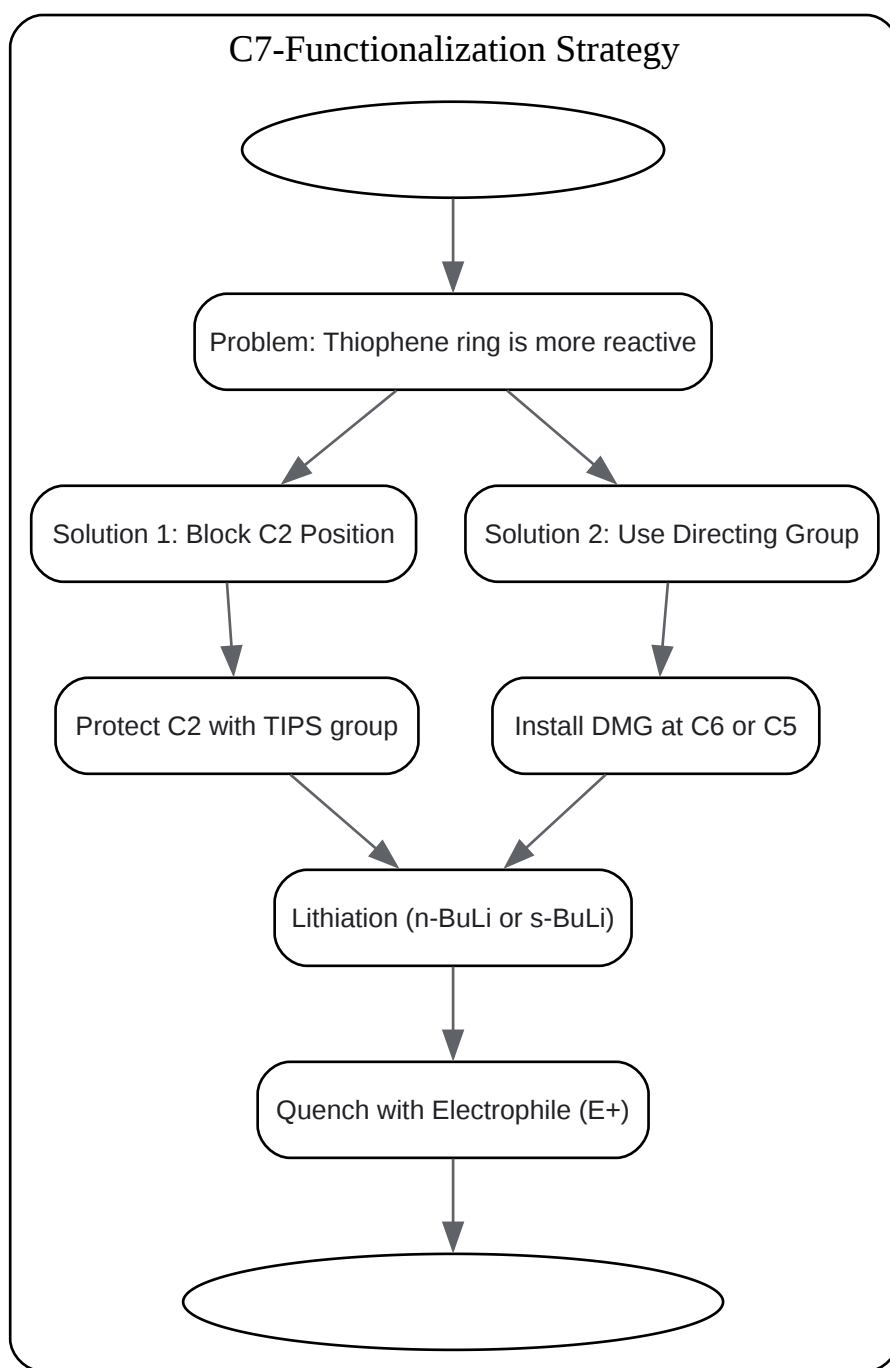 C7-Functionalization Strategy
Problem: Thiophene ring is more reactive
Solution 1: Block C2 Position
Solution 2: Use Directing Group
Protect C2 with TIPS group
Install DMG at C6 or C5
Lithiation (n-BuLi or s-BuLi)
Quench with Electrophile (E+)